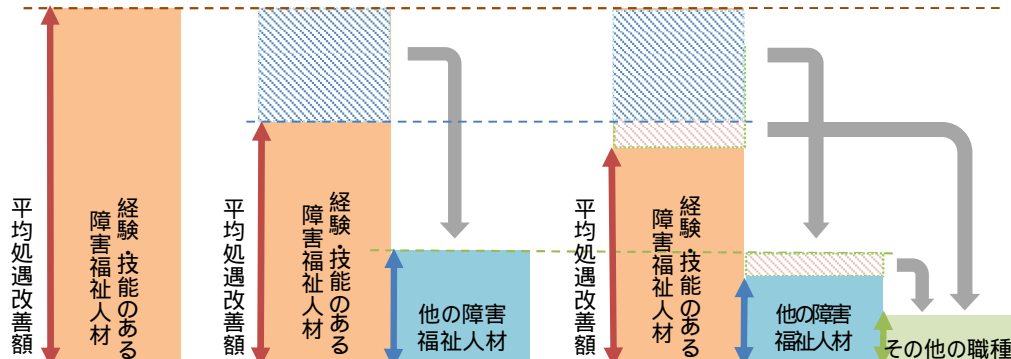 平均処遇改善額
経験・技能のある
障害福祉人材
平均処遇改善額
経験・技能のある
障害福祉人材
他の障害
福祉人材
平均処遇改善額
経験・技能のある
障害福祉人材
他の障害
福祉人材
その他の職種